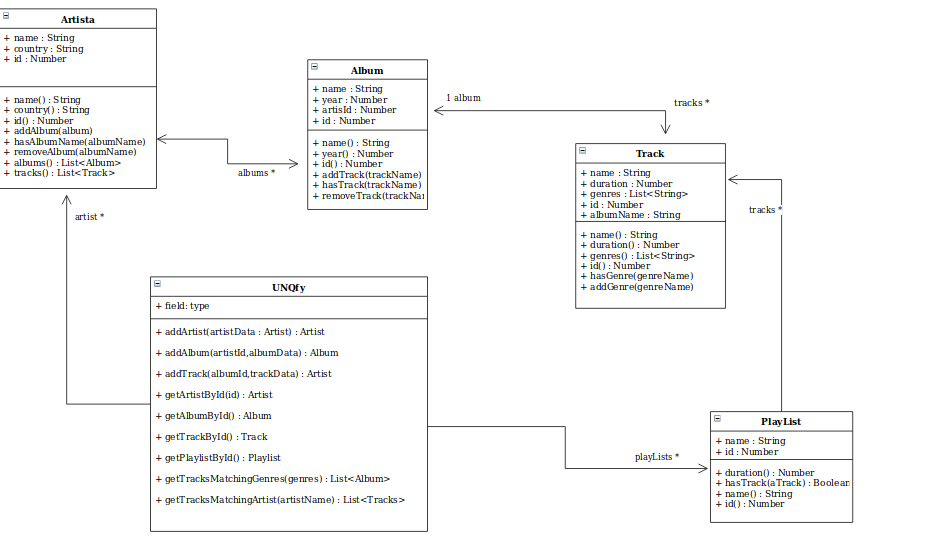 Artista
+ name : String
+ country : String
+ id : Number
+ name() : String
+ country() : String
+ id() : Number
+ addAlbum(album)
+ hasAlbumName(albumName)
+ removeAlbum(albumName)
+ albums() : List<Album>
+ tracks() : List<Track>
albums *
artist *
Album
+ name : String
+ year : Number
+ artisId : Number
+ id : Number
+ name() : String
+ year() : Number
+ id() : Number
+ addTrack(trackName)
+ hasTrack(trackName)
+ removeTrack(trackNa
1 album
tracks *
Track
+ name : String
+ duration : Number
+ genres : List<String>
+ id : Number
+ albumName : String
+ name() : String
+ duration() : Number
+ genres() : List<String>
+ id() : Number
+ hasGenre(genreName)
+ addGenre(genreName)
tracks *
UNQfy
+ field: type
+ addArtist(artistData : Artist) : Artist
+ addAlbum(artistId,albumData) : Album
+ addTrack(albumId,trackData) : Artist
+ getArtistById(id) : Artist
+ getAlbumById() : Album
+ getTrackById() : Track
+ getPlaylistById() : Playlist
+ getTracksMatchingGenres(genres) : List<Album>
+ getTracksMatchingArtist(artistName) : List<Tracks>
playLists *
PlayList
+ name : String
+ id : Number
+ duration() : Number
+ hasTrack(aTrack) : Boolean
+ name() : String
+ id() : Number